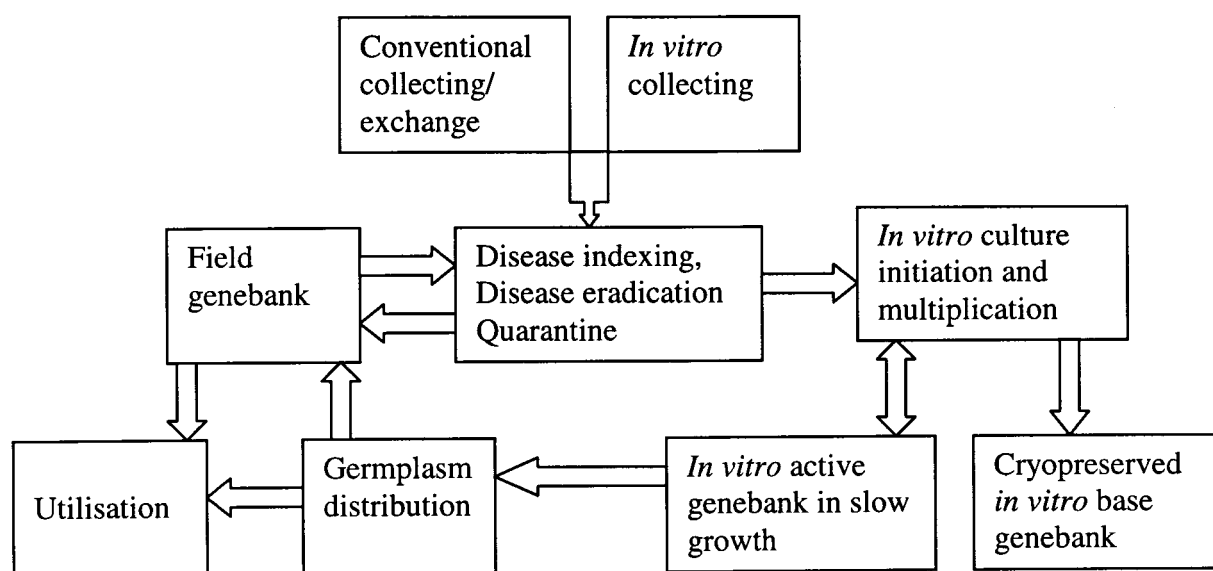 Conventional
collecting/
exchange
In vitro
collecting
Field
genebank
Disease indexing,
Disease eradication
Quarantine
In vitro culture
initiation and
multiplication
Utilisation
Germplasm
distribution
In vitro active
genebank in slow
growth
Cryopreserved
in vitro base
genebank